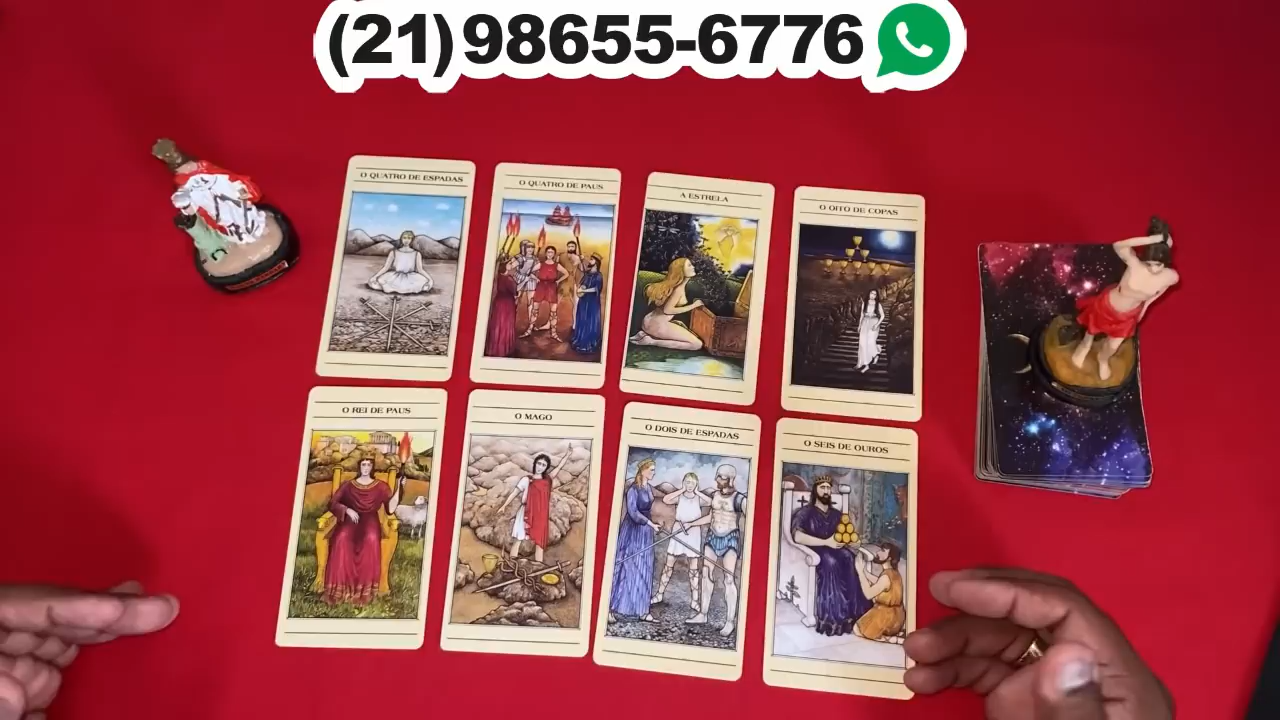 (21)98655-6776
O QUATRO DE ESPADAS
O QUATRO DE PAUS
A ESTRELA
O OITO DE COPAS
O REI DE PAUS
O MAGO
O DOIS DE ESPADAS
O SEIS DE OUROS